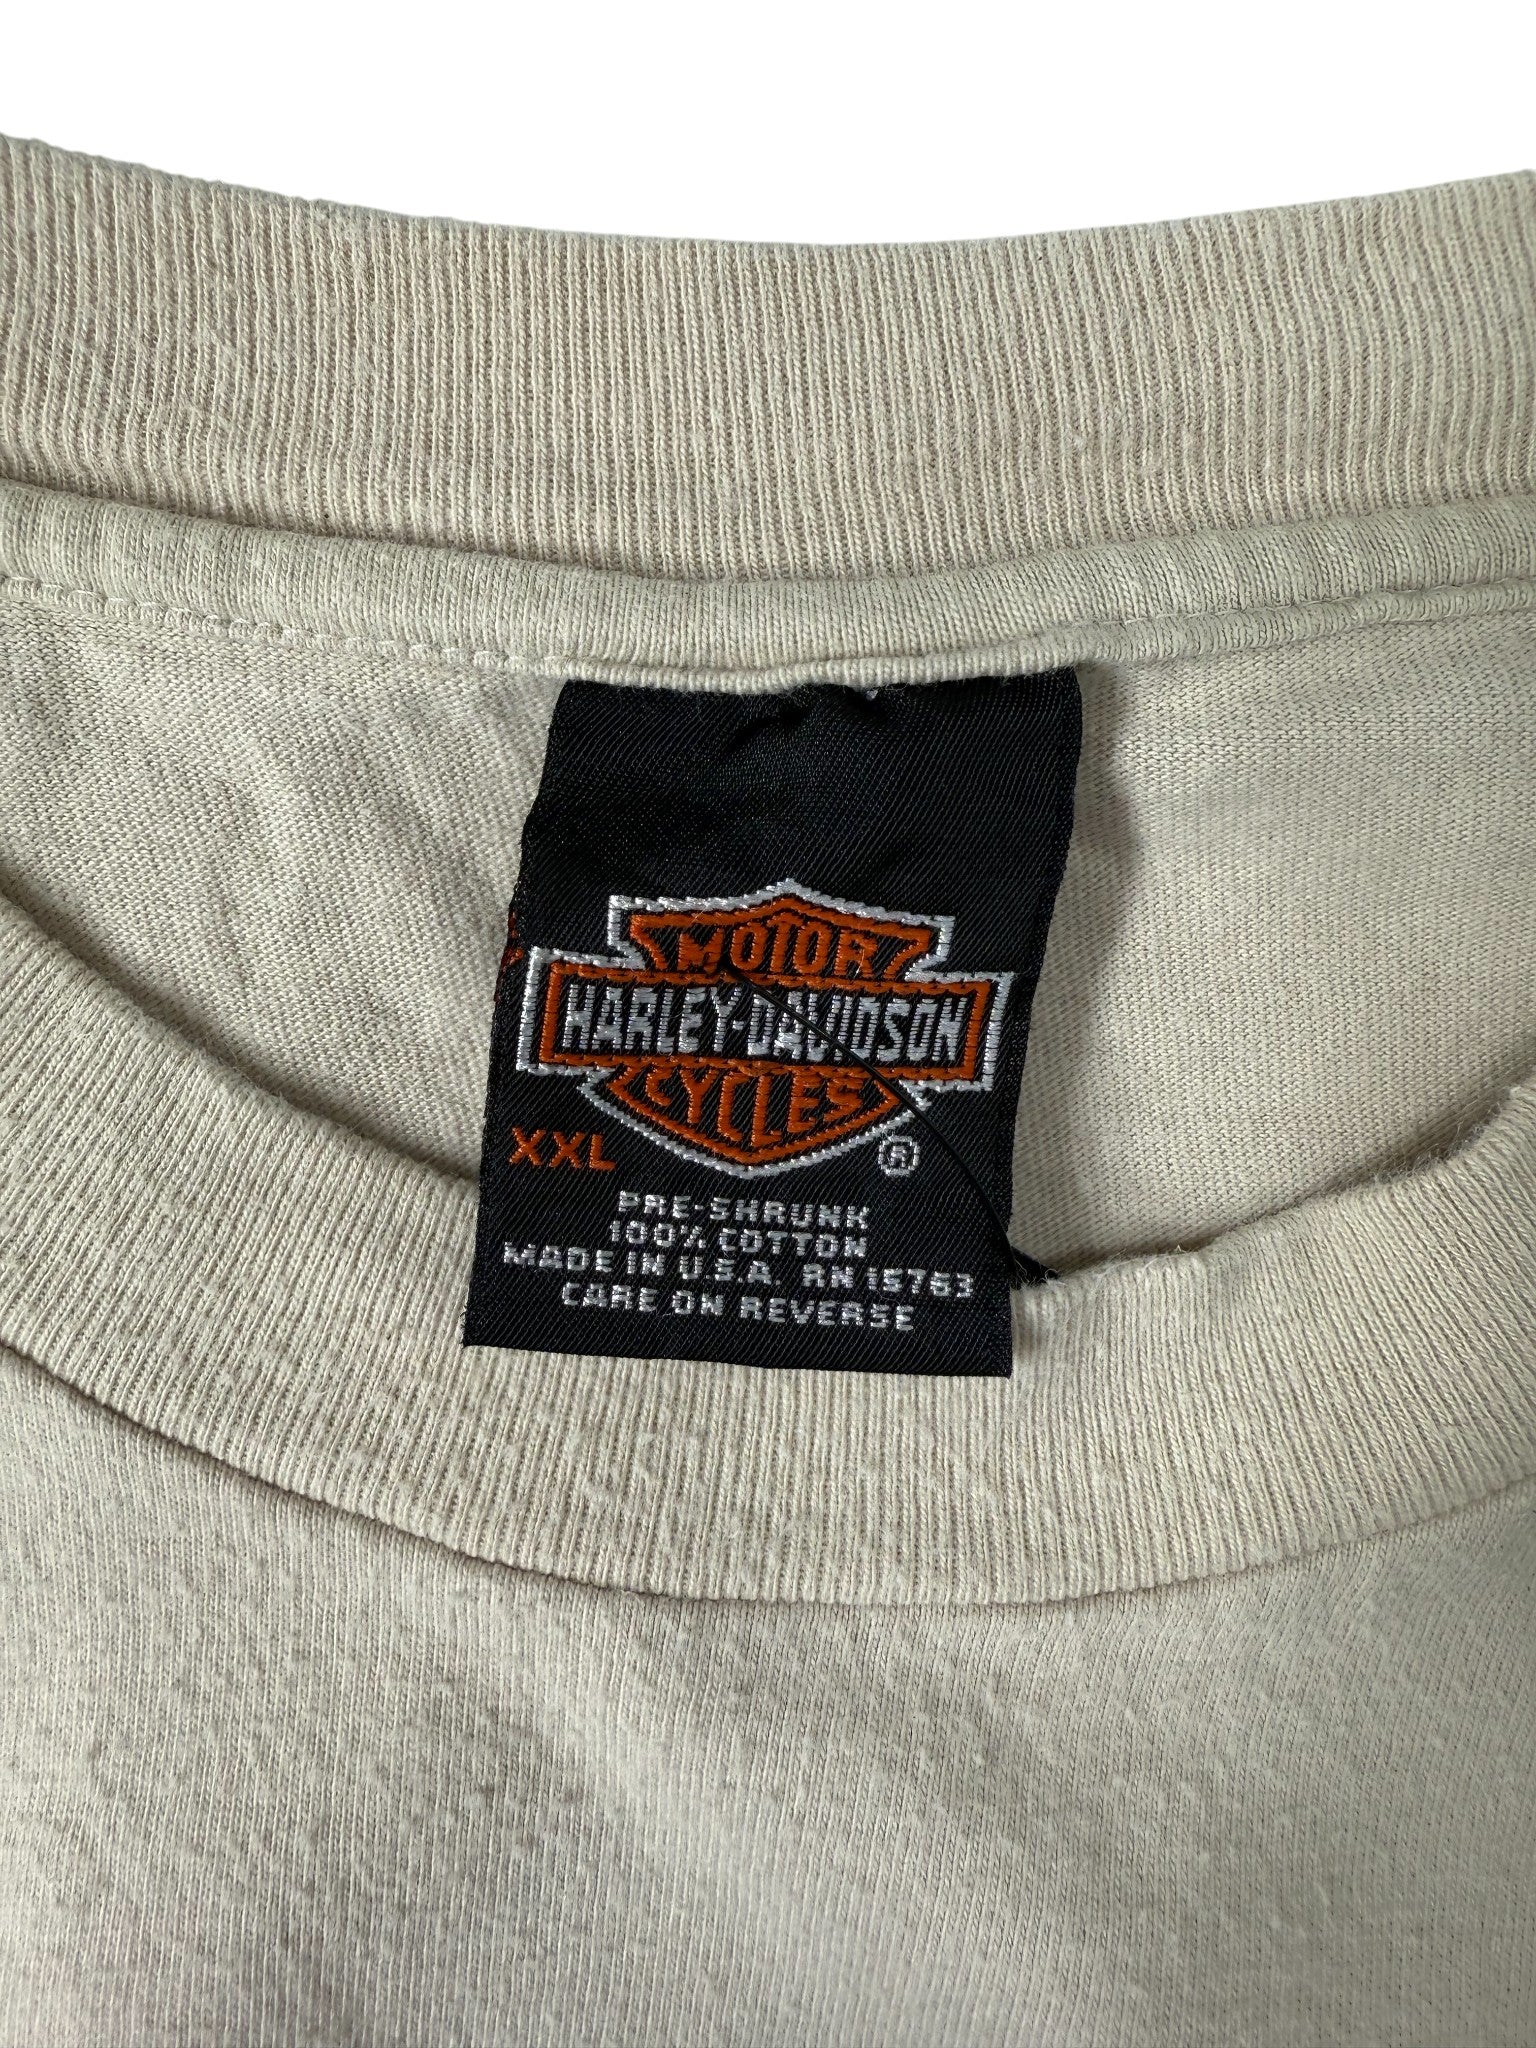 MOTOR
HARLEY-DAVIDSON
CYCLES
XXL ®
PRE-SHRUNK
100% COTTON
MADE IN U.S.A. RN 15763
CARE ON REVERSE